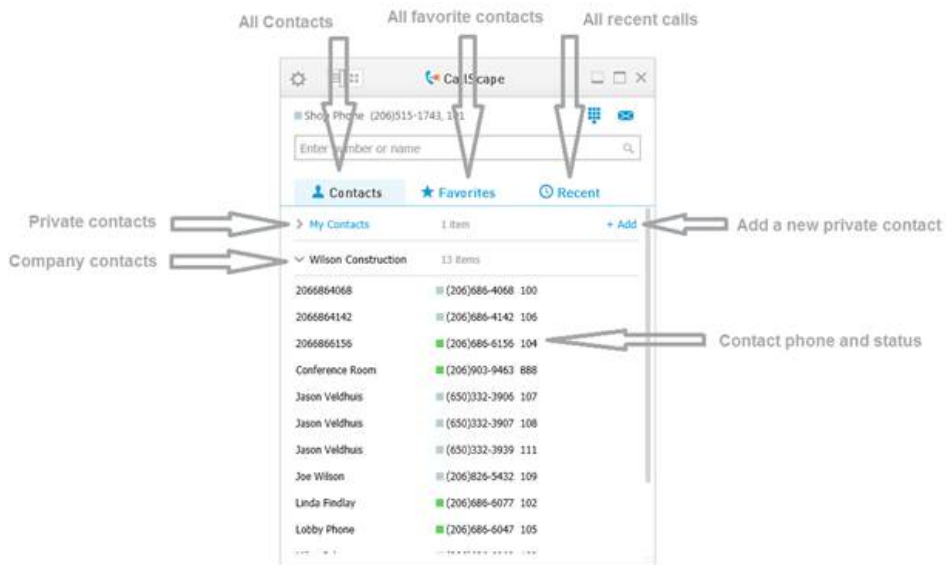 All Contacts
All favorite contacts
All recent calls
CallScape
Shop Phone (206)515-1743, 101
Enter number or name
Contacts Favorites Recent
Private contacts
My Contacts 1 item + Add
Add a new private contact
Company contacts
Wilson Construction 13 items
2066864068 (206)686-4068 100
2066864142 (206)686-4142 106
2066866156 (206)686-6156 104
Contact phone and status
Conference Room (206)903-9463 888
Jason Veldhuis (650)332-3906 107
Jason Veldhuis (650)332-3907 108
Jason Veldhuis (650)332-3939 111
Joe Wilson (206)826-5432 109
Linda Findlay (206)686-6077 102
Lobby Phone (206)686-6047 105